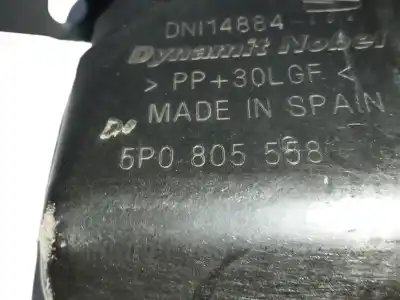 DNI14884
Dynamit Nobel
> PP+30LGF <
MADE IN SPAIN
5P0 805 558